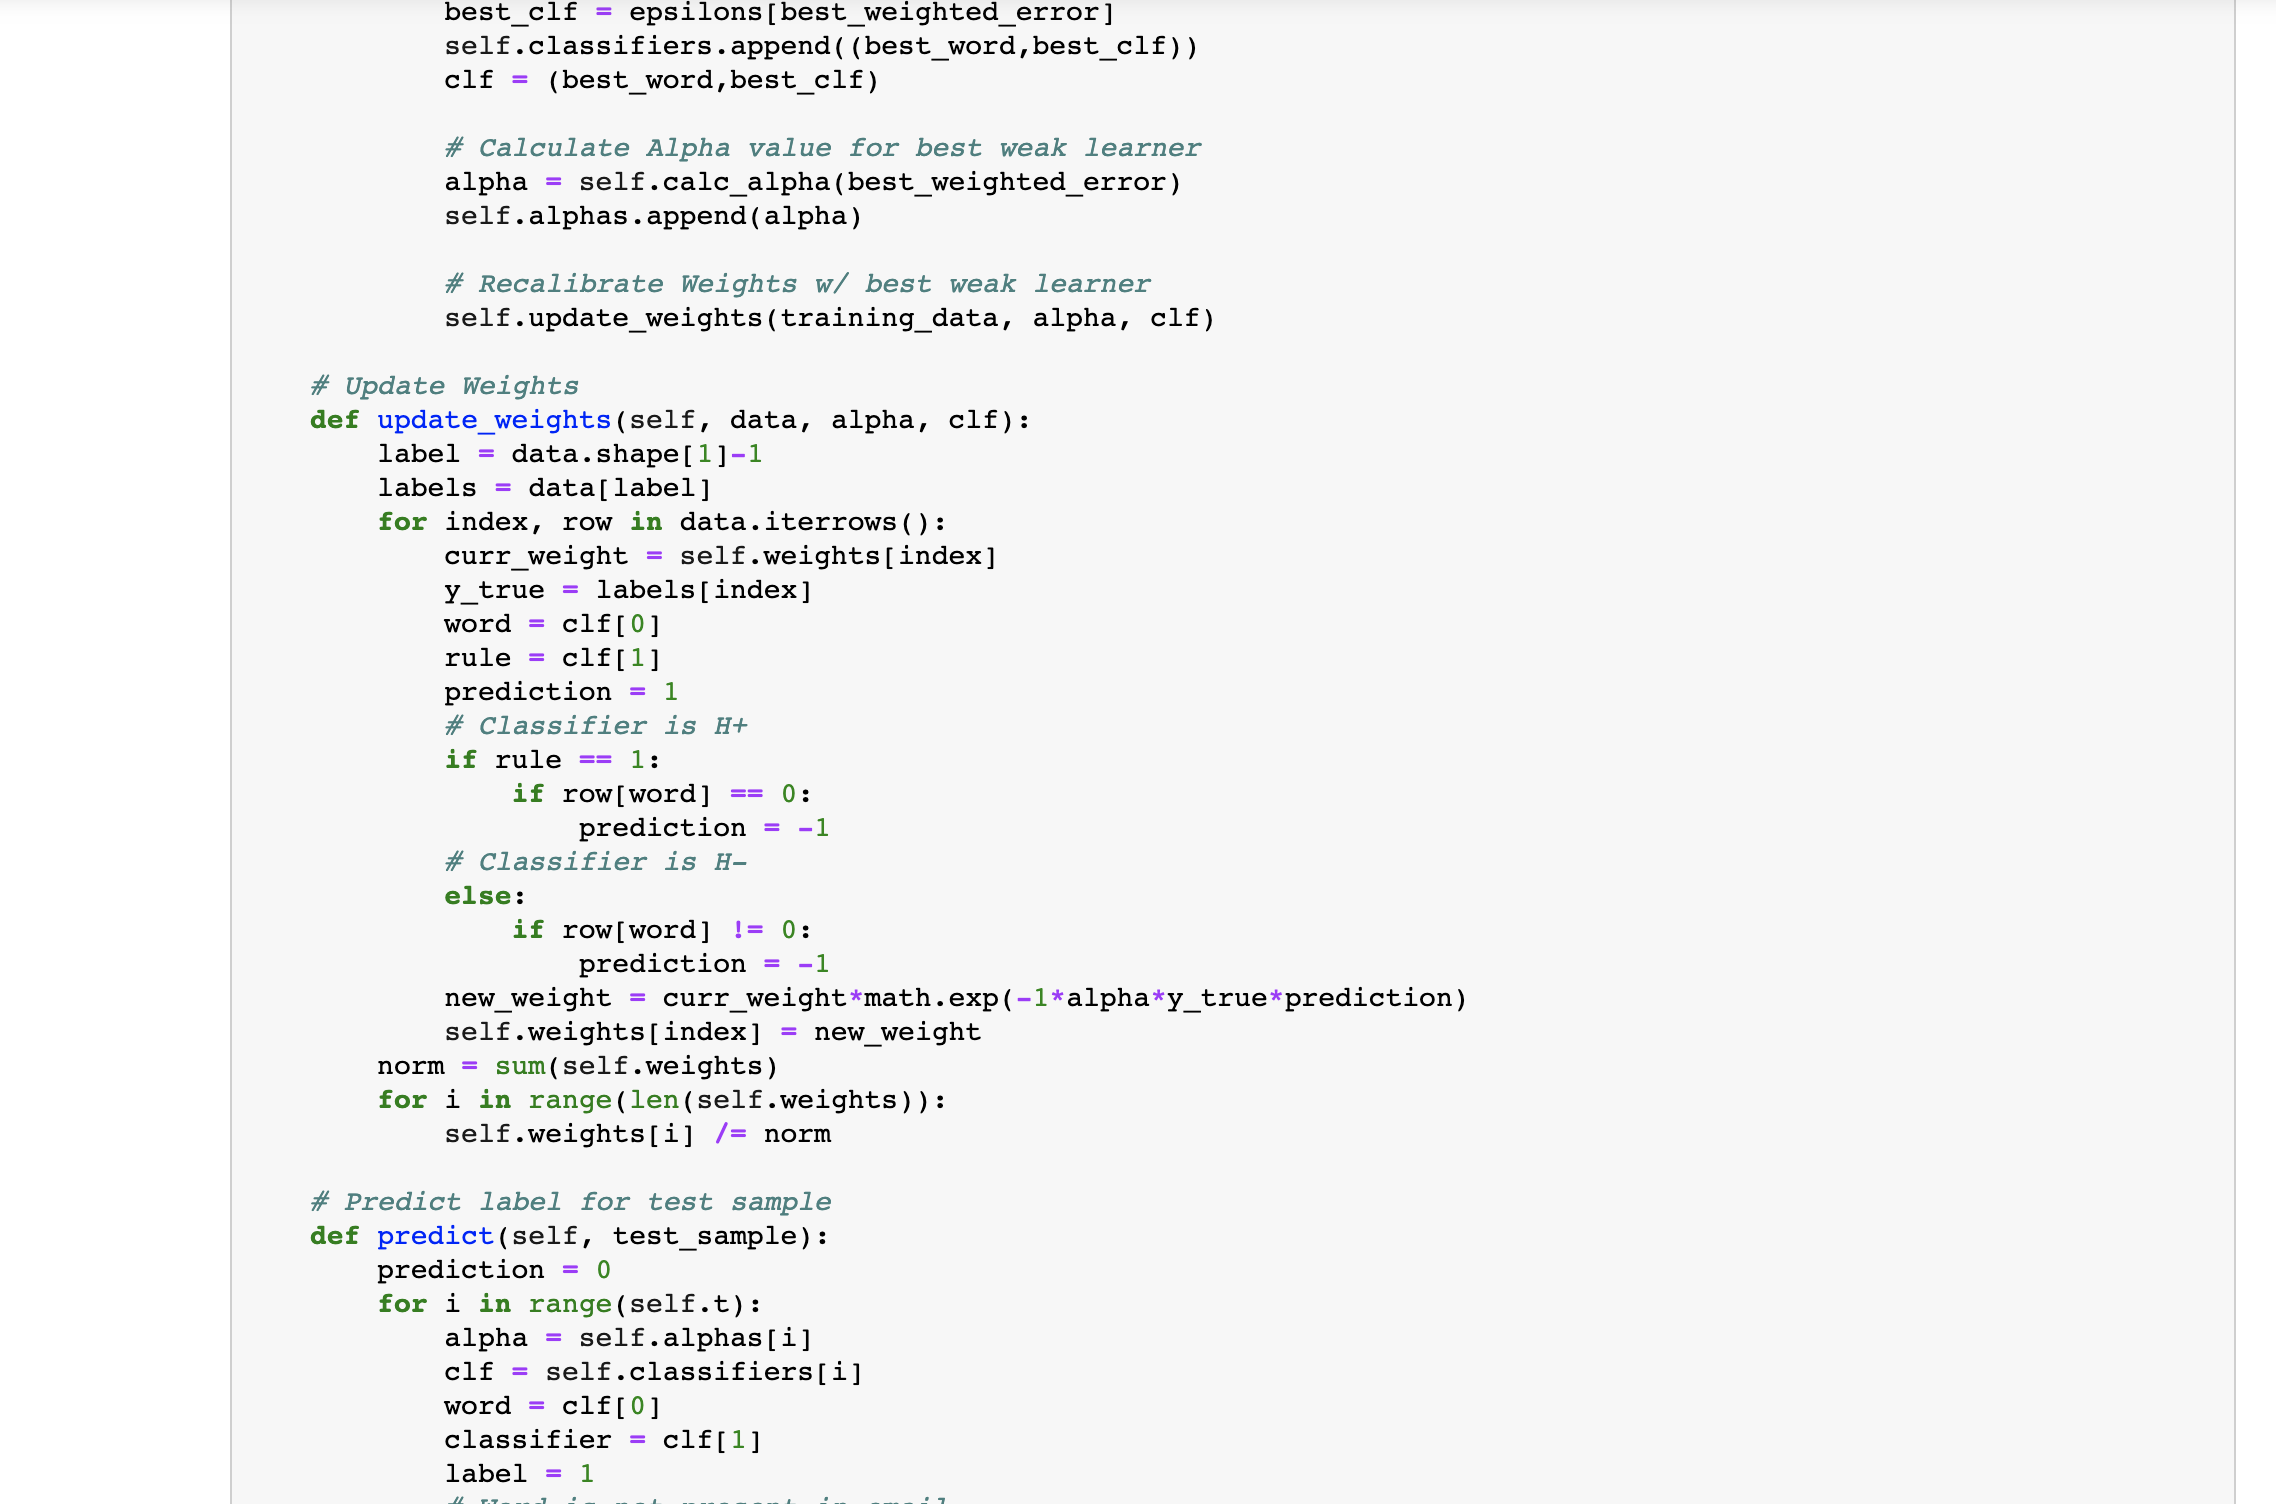 best_clf = epsilons[best_weighted_error]
self.classifiers.append((best_word,best_clf))
clf = (best_word,best_clf)
# Calculate Alpha value for best weak learner
alpha = self.calc_alpha(best_weighted_error)
self.alphas.append(alpha)
# Recalibrate Weights w/ best weak learner
self.update_weights(training_data, alpha, clf)
# Update Weights
def update_weights(self, data, alpha, clf):
label = data.shape[1]-1
labels = data[label]
for index, row in data.iterrows():
curr_weight = self.weights[index]
y_true = labels[index]
word = clf[0]
rule = clf[1]
prediction = 1
# Classifier is H+
if rule == 1:
if row[word] == 0:
prediction = -1
# Classifier is H-
else:
if row[word] != 0:
prediction = -1
new_weight = curr_weight*math.exp(-1*alpha*y_true*prediction)
self.weights[index] = new_weight
norm = sum(self.weights)
for i in range(len(self.weights)):
self.weights[i] /= norm
# Predict label for test sample
def predict(self, test_sample):
prediction = 0
for i in range(self.t):
alpha = self.alphas[i]
clf = self.classifiers[i]
word = clf[0]
classifier = clf[1]
label = 1
# Word is not present in email